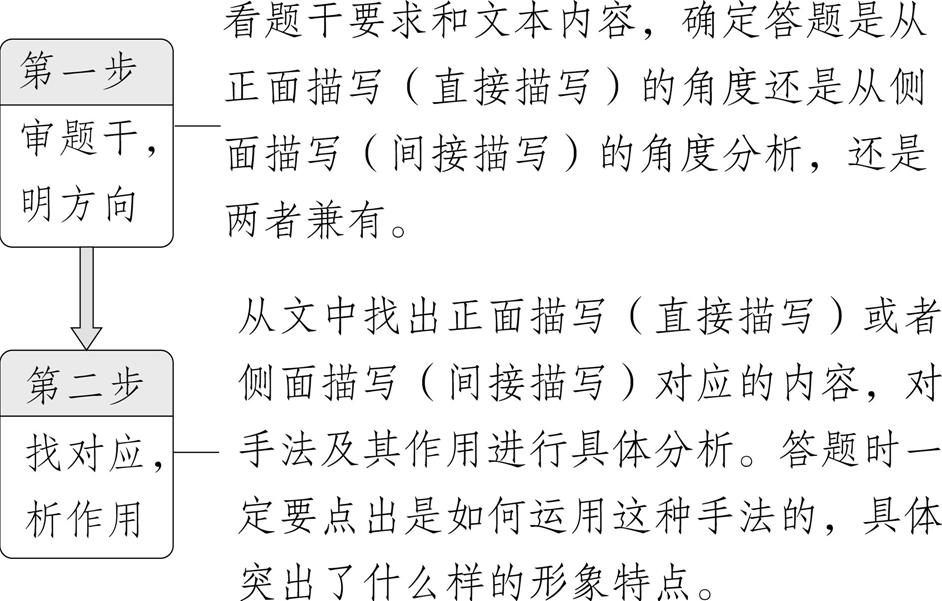 第一步
审题干，
明方向
看题干要求和文本内容，确定答题是从
正面描写（直接描写）的角度还是从侧
面描写（间接描写）的角度分析，还是
两者兼有。
第二步
找对应，
析作用
从文中找出正面描写（直接描写）或者
侧面描写（间接描写）对应的内容，对
手法及其作用进行具体分析。答题时一
定要点出是如何运用这种手法的，具体
突出了什么样的形象特点。